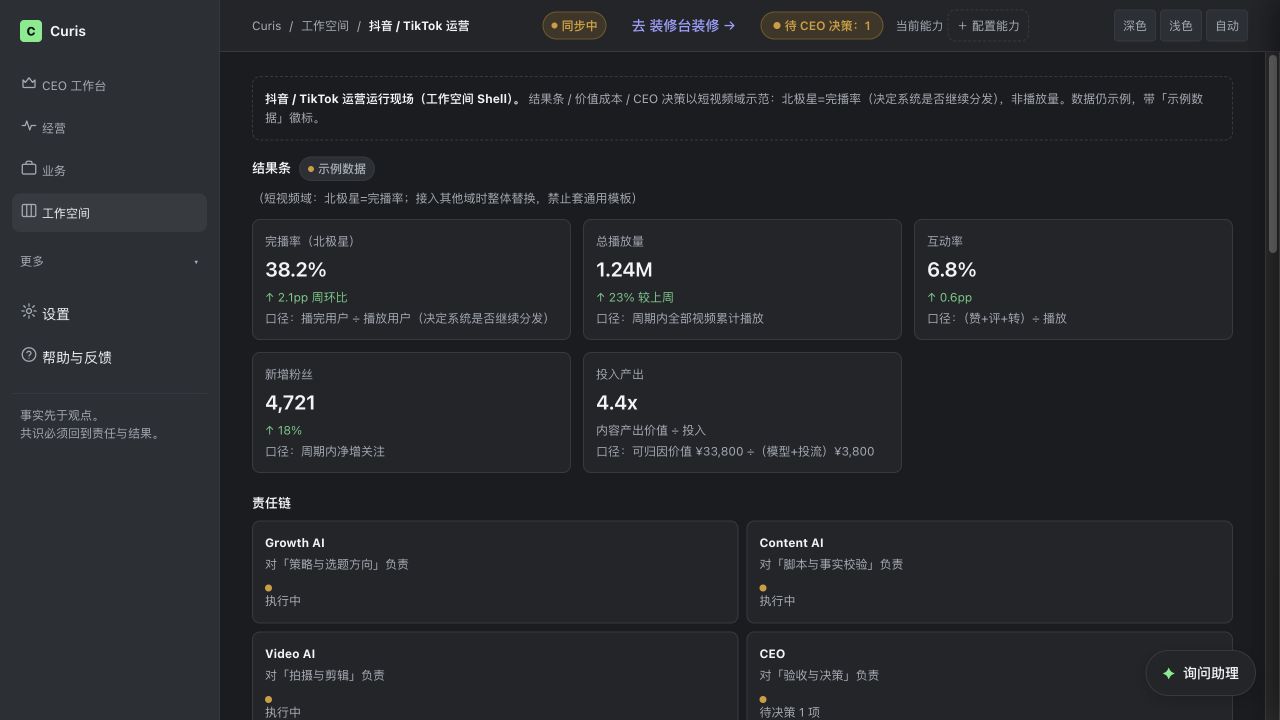 C Curis
CEO 工作台
经营
业务
工作空间
更多
设置
帮助与反馈
事实先于观点。
共识必须回到责任与结果。
Curis / 工作空间 / 抖音 / TikTok 运营
同步中
去 装修台装修 →
待 CEO 决策：1
当前能力
＋ 配置能力
深色
浅色
自动
抖音 / TikTok 运营运行现场（工作空间 Shell）。 结果条 / 价值成本 / CEO 决策以短视频域示范：北极星=完播率（决定系统是否继续分发），非播放量。数据仍示例，带「示例数
据」徽标。
结果条
示例数据
（短视频域：北极星=完播率；接入其他域时整体替换，禁止套通用模板）
完播率（北极星）
38.2%
↑ 2.1pp 周环比
口径：播完用户 ÷ 播放用户（决定系统是否继续分发）
总播放量
1.24M
↑ 23% 较上周
口径：周期内全部视频累计播放
互动率
6.8%
↑ 0.6pp
口径：（赞+评+转）÷ 播放
新增粉丝
4,721
↑ 18%
口径：周期内净增关注
投入产出
4.4x
内容产出价值 ÷ 投入
口径：可归因价值 ¥33,800 ÷（模型+投流）¥3,800
责任链
Growth AI
对「策略与选题方向」负责
执行中
Content AI
对「脚本与事实校验」负责
执行中
Video AI
对「拍摄与剪辑」负责
执行中
CEO
对「验收与决策」负责
待决策 1 项
询问助理